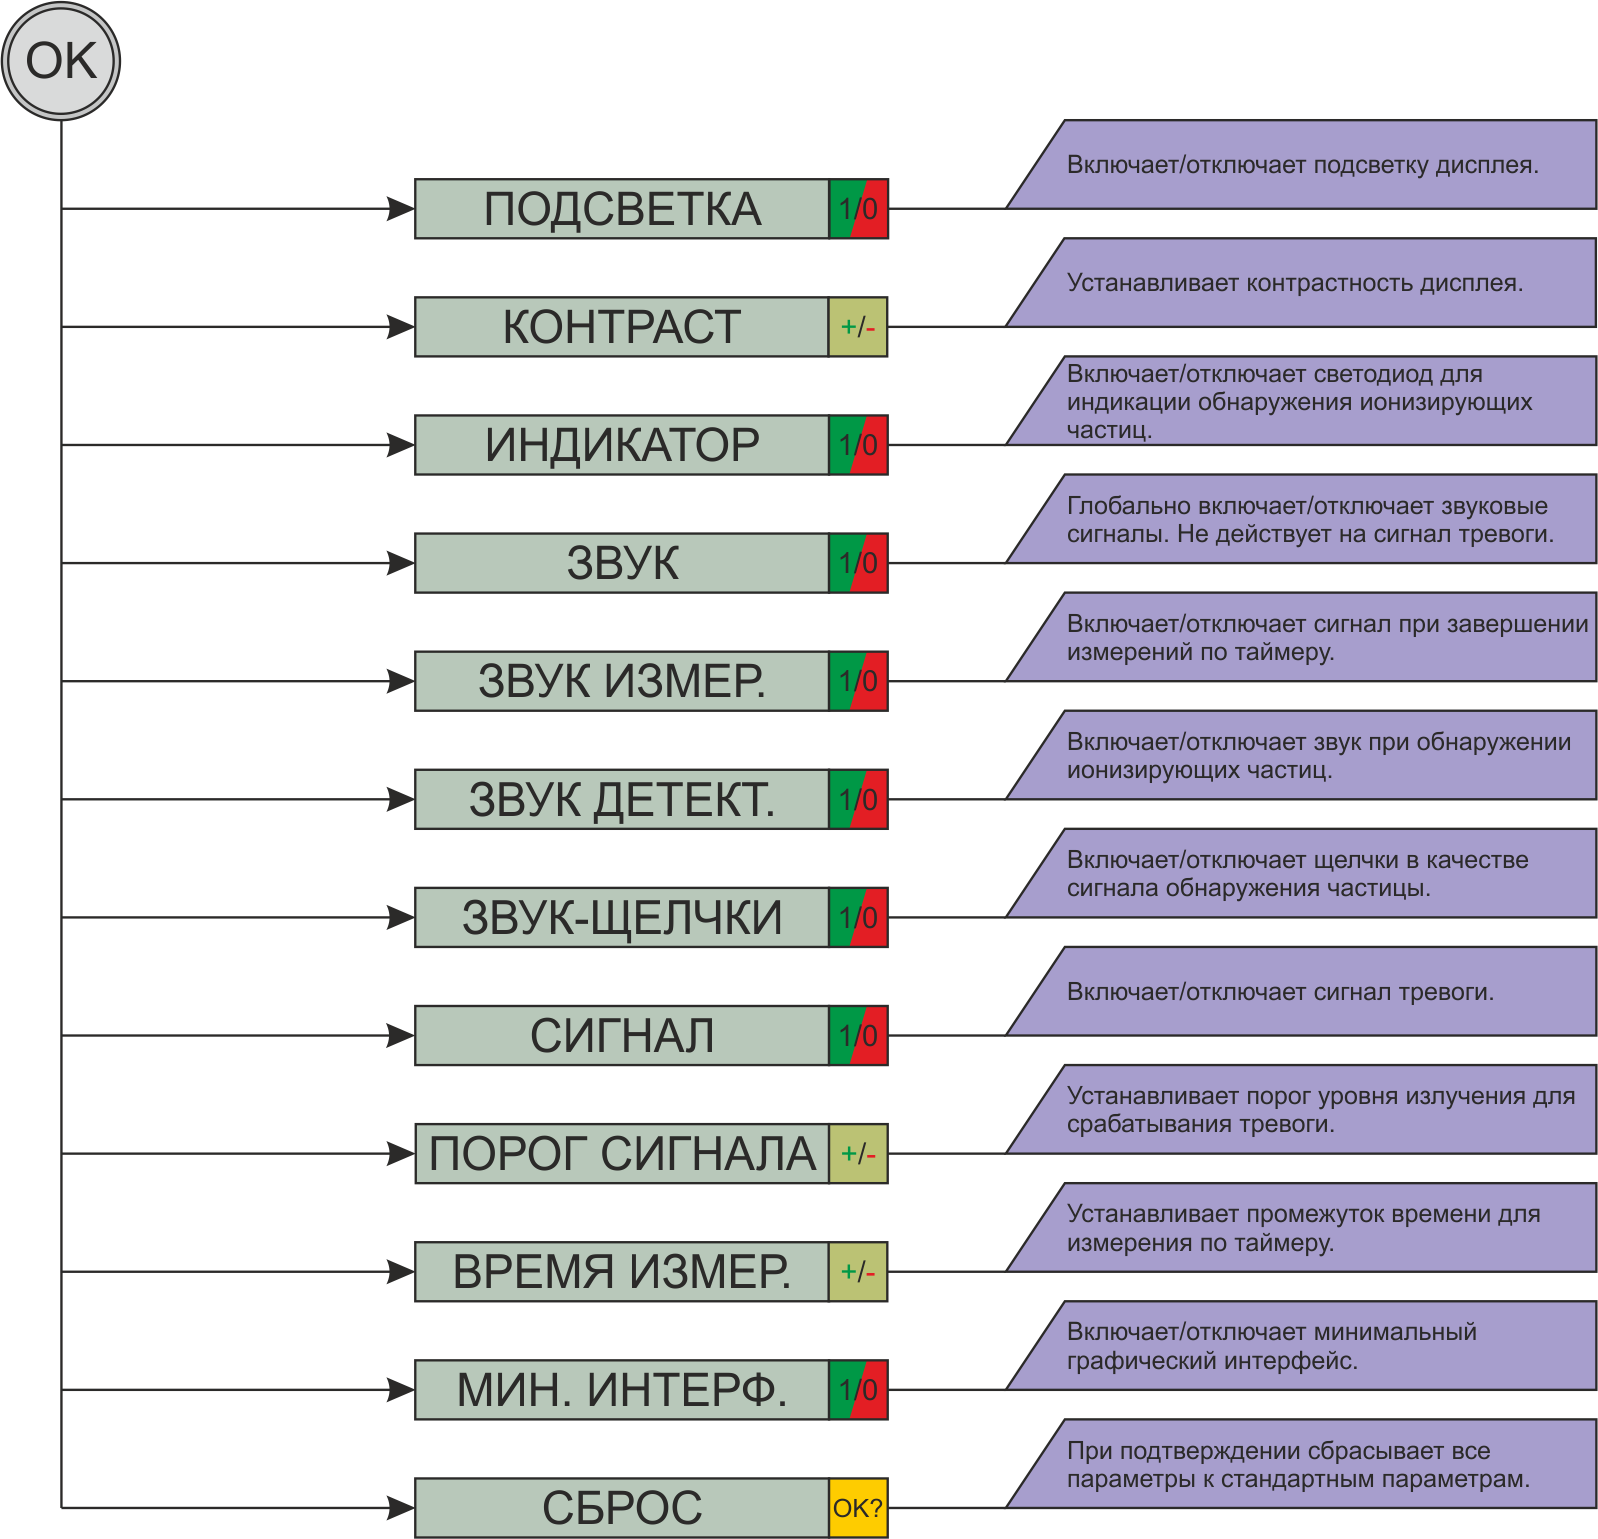 OK
ПОДСВЕТКА 1/0
Включает/отключает подсветку дисплея.
КОНТРАСТ +/-
Устанавливает контрастность дисплея.
ИНДИКАТОР 1/0
Включает/отключает светодиод для
индикации обнаружения ионизирующих
частиц.
ЗВУК 1/0
Глобально включает/отключает звуковые
сигналы. Не действует на сигнал тревоги.
ЗВУК ИЗМЕР. 1/0
Включает/отключает сигнал при завершении
измерений по таймеру.
ЗВУК ДЕТЕКТ. 1/0
Включает/отключает звук при обнаружении
ионизирующих частиц.
ЗВУК-ЩЕЛЧКИ 1/0
Включает/отключает щелчки в качестве
сигнала обнаружения частицы.
СИГНАЛ 1/0
Включает/отключает сигнал тревоги.
ПОРОГ СИГНАЛА +/-
Устанавливает порог уровня излучения для
срабатывания тревоги.
ВРЕМЯ ИЗМЕР. +/-
Устанавливает промежуток времени для
измерения по таймеру.
МИН. ИНТЕРФ. 1/0
Включает/отключает минимальный
графический интерфейс.
СБРОС OK?
При подтверждении сбрасывает все
параметры к стандартным параметрам.